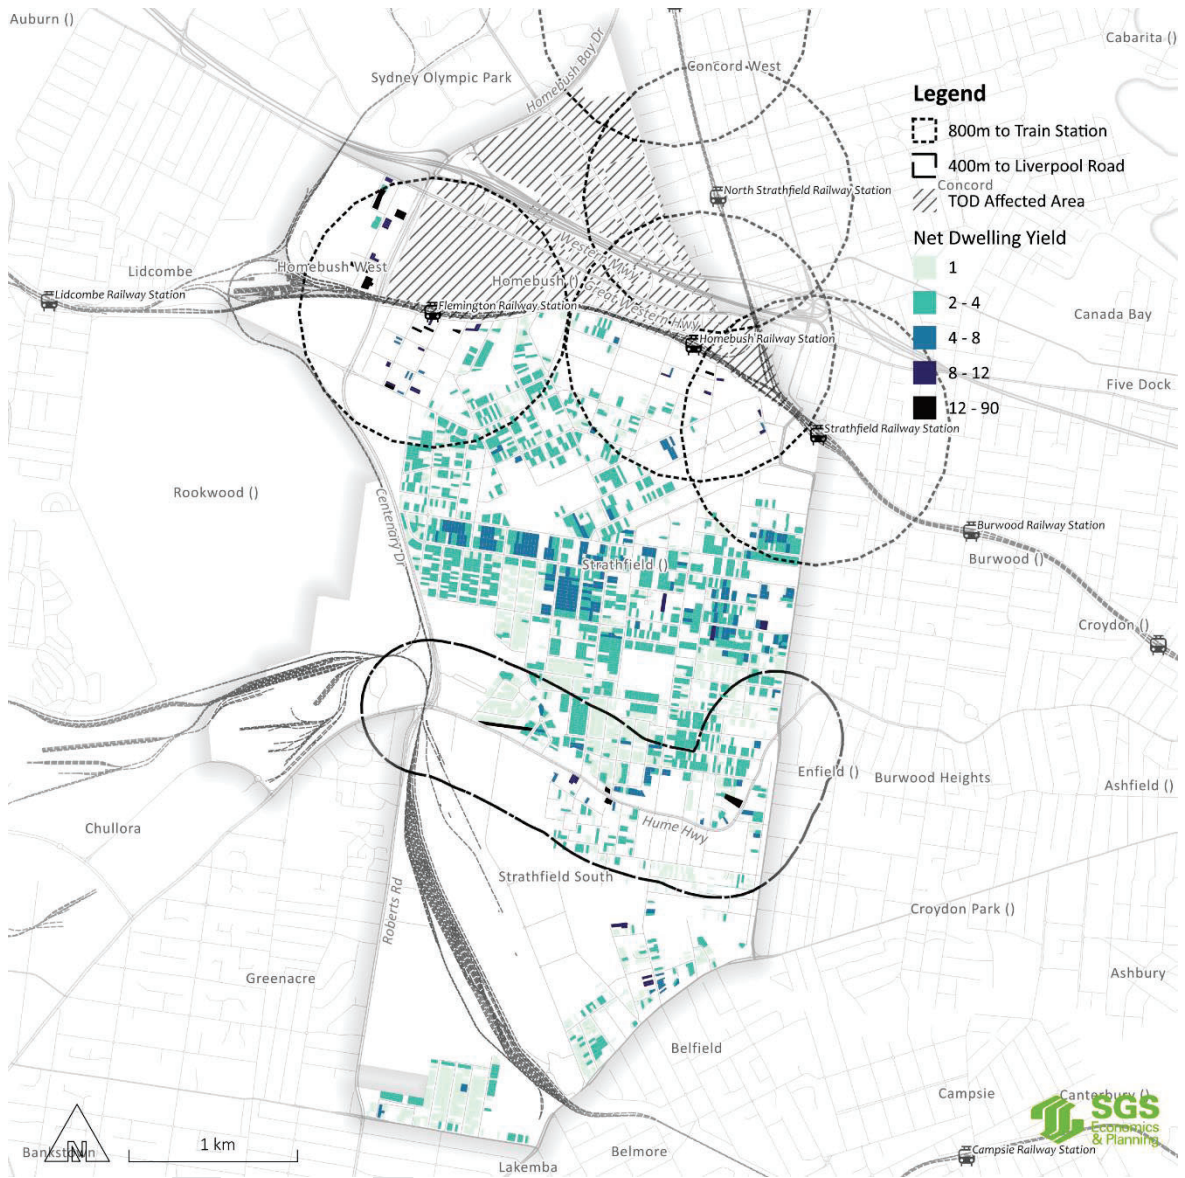 Auburn ()
Cabarita ()
Sydney Olympic Park
Homebush Bay Dr
Concord West
Legend
800m to Train Station
400m to Liverpool Road
Concord
TOD Affected Area
Net Dwelling Yield
1
2 - 4
4 - 8
8 - 12
12 - 90
North Strathfield Railway Station
Western Mwy
Lidcombe
Homebush West
Homebush ()
Great Western Hwy
Lidcombe Railway Station
Flemington Railway Station
Canada Bay
Homebush Railway Station
Five Dock
Strathfield Railway Station
Rookwood ()
Centenary Dr
Burwood Railway Station
Burwood ()
Strathfield ()
Croydon ()
Enfield ()
Burwood Heights
Ashfield ()
Chullora
Hume Hwy
Strathfield South
Roberts Rd
Croydon Park ()
Greenacre
Ashbury
Belfield
Campsie
Canterbury ()
SGS
Economics
& Planning
1 km
N
Bankstown
Belmore
Campsie Railway Station
Lakemba